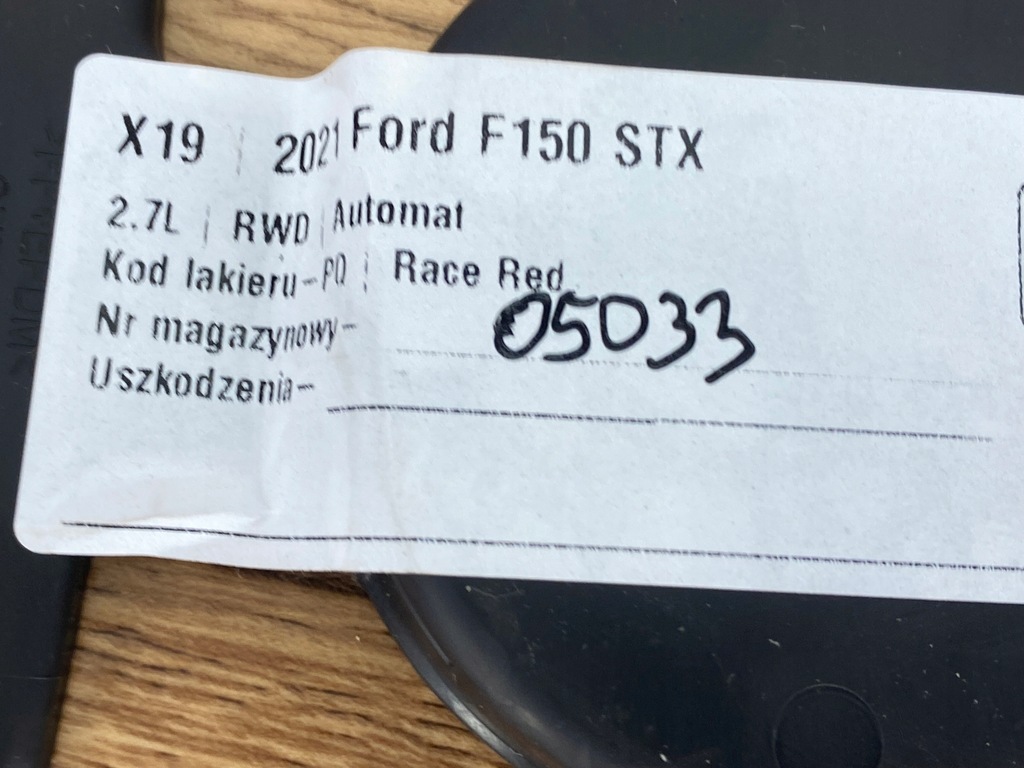 X19 | 2021 Ford F150 STX
2.7L | RWD | Automat
Kod lakieru-PQ | Race Red
Nr magazynowy- 05033
Uszkodzenia-